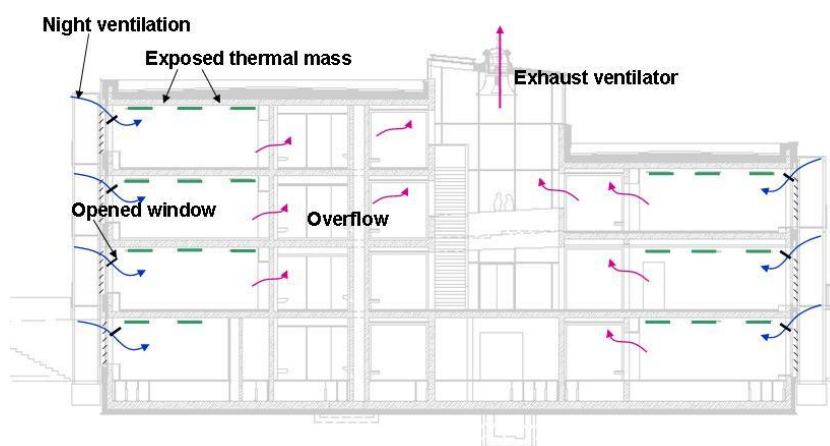 Night ventilation
Exposed thermal mass
Exhaust ventilator
Opened window
Overflow